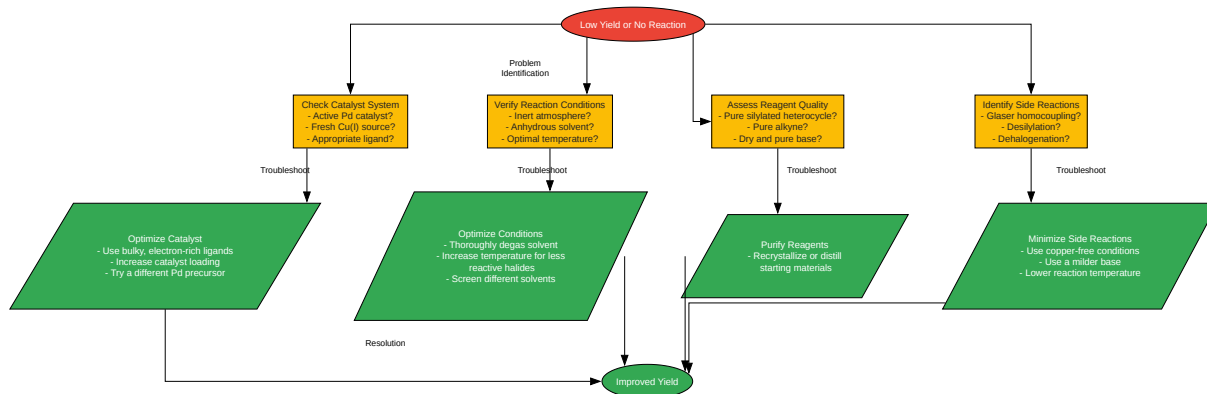 Low Yield or No Reaction
Problem
Identification
Check Catalyst System
- Active Pd catalyst?
- Fresh Cu(I) source?
- Appropriate ligand?
Verify Reaction Conditions
- Inert atmosphere?
- Anhydrous solvent?
- Optimal temperature?
Assess Reagent Quality
- Pure silylated heterocycle?
- Pure alkyne?
- Dry and pure base?
Identify Side Reactions
- Glaser homocoupling?
- Desilylation?
- Dehalogenation?
Troubleshoot
Troubleshoot
Troubleshoot
Troubleshoot
Optimize Catalyst
- Use bulky, electron-rich ligands
- Increase catalyst loading
- Try a different Pd precursor
Optimize Conditions
- Thoroughly degas solvent
- Increase temperature for less
reactive halides
- Screen different solvents
Purify Reagents
- Recrystallize or distill
starting materials
Minimize Side Reactions
- Use copper-free conditions
- Use a milder base
- Lower reaction temperature
Resolution
Improved Yield